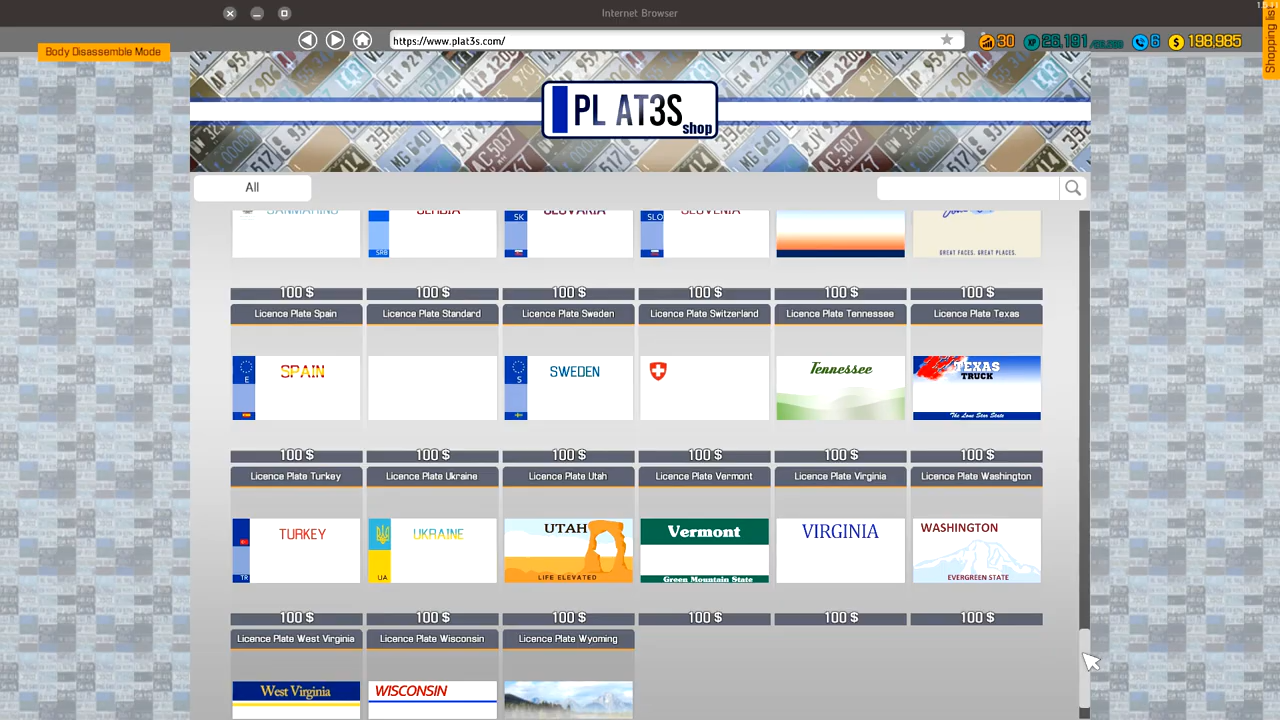 Internet Browser
Body Disassemble Mode
https://www.plat3s.com/
30
26.191
6
198,985
Shopping list
PL AT3S
shop
All
SERBIA
SLOVAKIA
SLOVENIA
SRB
SK
SLO
GREAT FACES. GREAT PLACES.
100 $ 100 $ 100 $ 100 $ 100 $ 100 $
Licence Plate Spain Licence Plate Standard Licence Plate Sweden Licence Plate Switzerland Licence Plate Tennessee Licence Plate Texas
E SPAIN
S SWEDEN
Tennessee
TEXAS
TRUCK
The Lone Star State
100 $ 100 $ 100 $ 100 $ 100 $ 100 $
Licence Plate Turkey Licence Plate Ukraine Licence Plate Utah Licence Plate Vermont Licence Plate Virginia Licence Plate Washington
TURKEY
TR
UKRAINE
UA
UTAH
LIFE ELEVATED
Vermont
Green Mountain State
VIRGINIA
WASHINGTON
EVERGREEN STATE
100 $ 100 $ 100 $ 100 $ 100 $ 100 $
Licence Plate West Virginia Licence Plate Wisconsin Licence Plate Wyoming
West Virginia
WISCONSIN